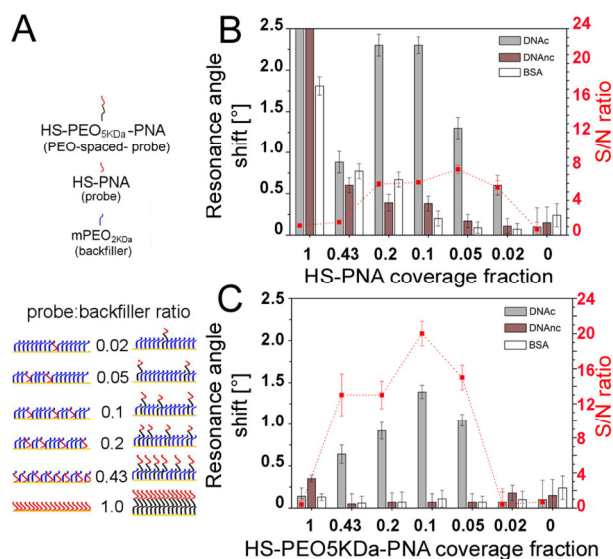 A
HS-PEO5KDa-PNA
(PEO-spaced- probe)
HS-PNA
(probe)
mPEO2KDa
(backfiller)
probe:backfiller ratio
0.02
0.05
0.1
0.2
0.43
1.0
B
Resonance angle
shift [°]
2.5
2.0
1.5
1.0
0.5
0.0
DNAc
DNAnc
BSA
24
20
16
12
8
4
0
S/N ratio
1 0.43 0.2 0.1 0.05 0.02 0
HS-PNA coverage fraction
C
Resonance angle
shift [°]
2.5
2.0
1.5
1.0
0.5
0
DNAc
DNAnc
BSA
24
20
16
12
8
4
0
S/N ratio
1 0.43 0.2 0.1 0.05 0.02 0
HS-PEO5KDa-PNA coverage fraction